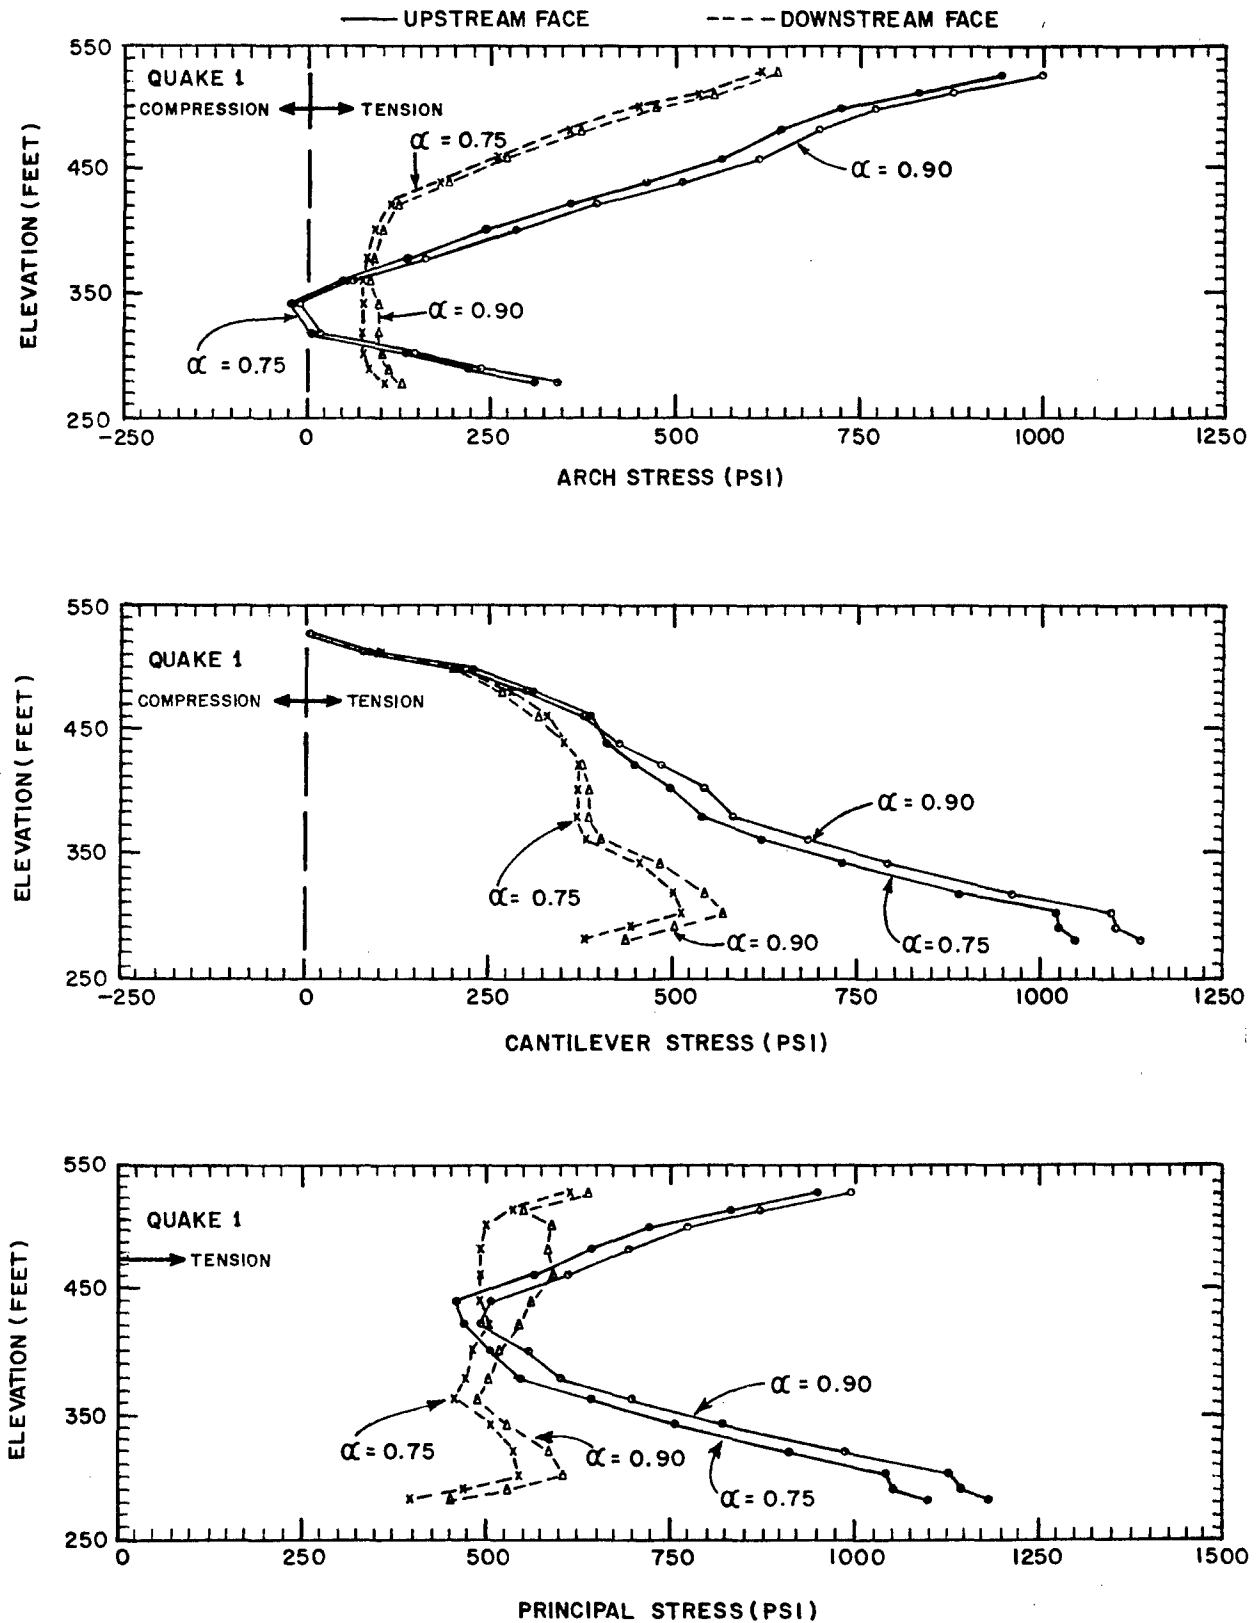 UPSTREAM FACE DOWNSTREAM FACE
550
QUAKE 1
COMPRESSION TENSION
α = 0.75
450
α = 0.90
ELEVATION (FEET)
350
α = 0.90
α = 0.75
250
-250 0 250 500 750 1000 1250
ARCH STRESS (PSI)
550
QUAKE 1
COMPRESSION TENSION
450
ELEVATION (FEET)
α = 0.90
350
α = 0.75
α = 0.90 α = 0.75
250
-250 0 250 500 750 1000 1250
CANTILEVER STRESS (PSI)
550
QUAKE 1
TENSION
450
ELEVATION (FEET)
α = 0.90
350
α = 0.75
α = 0.90
α = 0.75
250
0 250 500 750 1000 1250 1500
PRINCIPAL STRESS (PSI)